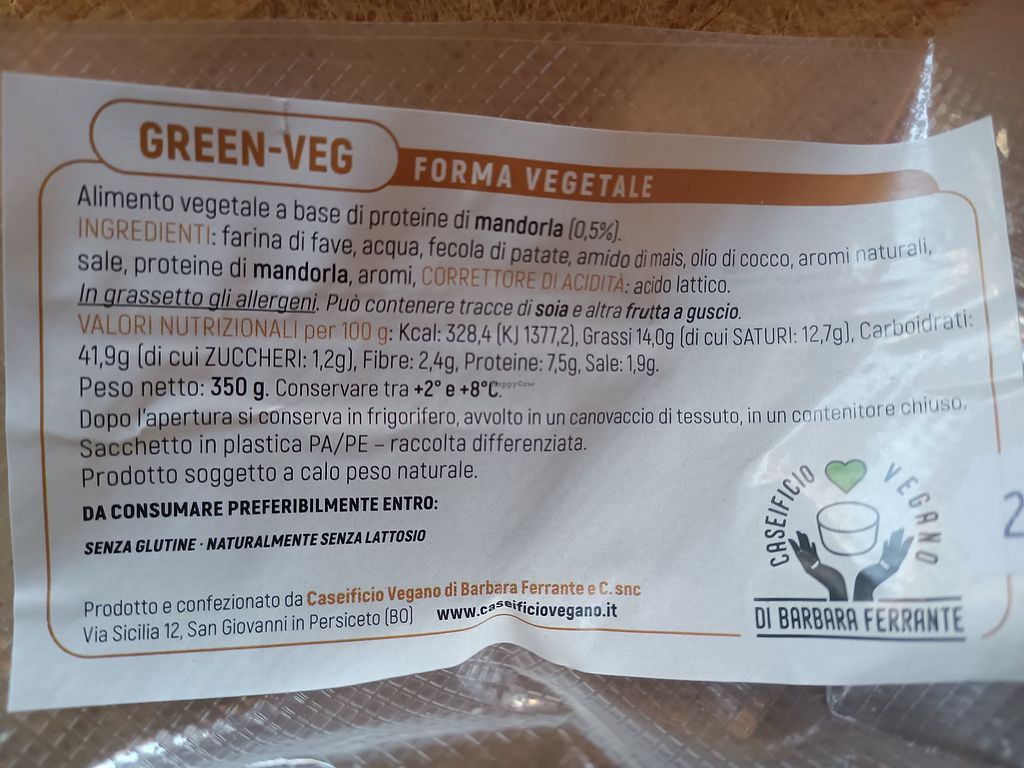 GREEN-VEG
FORMA VEGETALE
Alimento vegetale a base di proteine di mandorla (0,5%).
INGREDIENTI: farina di fave, acqua, fecola di patate, amido di mais, olio di cocco, aromi naturali,
sale, proteine di mandorla, aromi, CORRETTORE DI ACIDITÀ: acido lattico.
In grassetto gli allergeni. Può contenere tracce di soia e altra frutta a guscio.
VALORI NUTRIZIONALI per 100 g: Kcal: 328,4 (KJ 1377,2), Grassi 14,0g (di cui SATURI: 12,7g), Carboidrati:
41,9g (di cui ZUCCHERI: 1,2g), Fibre: 2,4g, Proteine: 7,5g, Sale: 1,9g.
Peso netto: 350 g. Conservare tra +2° e +8°C.
HappyCow
Dopo l'apertura si conserva in frigorifero, avvolto in un canovaccio di tessuto, in un contenitore chiuso.
Sacchetto in plastica PA/PE – raccolta differenziata.
Prodotto soggetto a calo peso naturale.
DA CONSUMARE PREFERIBILMENTE ENTRO:
SENZA GLUTINE · NATURALMENTE SENZA LATTOSIO
Prodotto e confezionato da Caseificio Vegano di Barbara Ferrante e C. snc
Via Sicilia 12, San Giovanni in Persiceto (BO) www.caseificiovegano.it
CASEIFICIO VEGANO
DI BARBARA FERRANTE
2